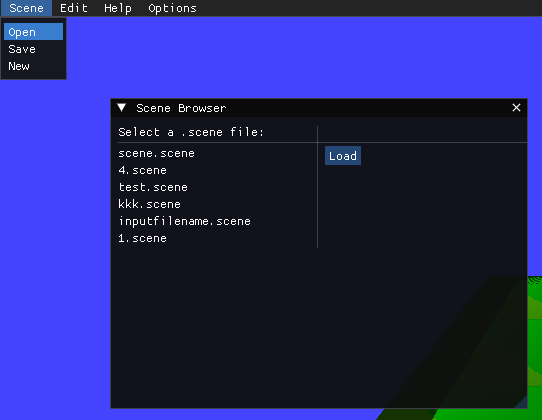 Scene Edit Help Options
Open
Save
New
Scene Browser
Select a .scene file:
scene.scene
Load
4.scene
test.scene
kkk.scene
inputfilename.scene
1.scene